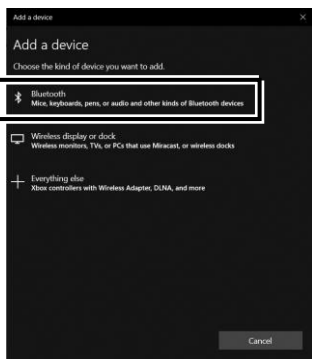 Add a device
Add a device
Choose the kind of device you want to add.
Bluetooth
Mice, keyboards, pens, or audio and other kinds of Bluetooth devices
Wireless display or dock
Wireless monitors, TVs, or PCs that use Miracast, or wireless docks
Everything else
Xbox controllers with Wireless Adapter, DLNA, and more
Cancel